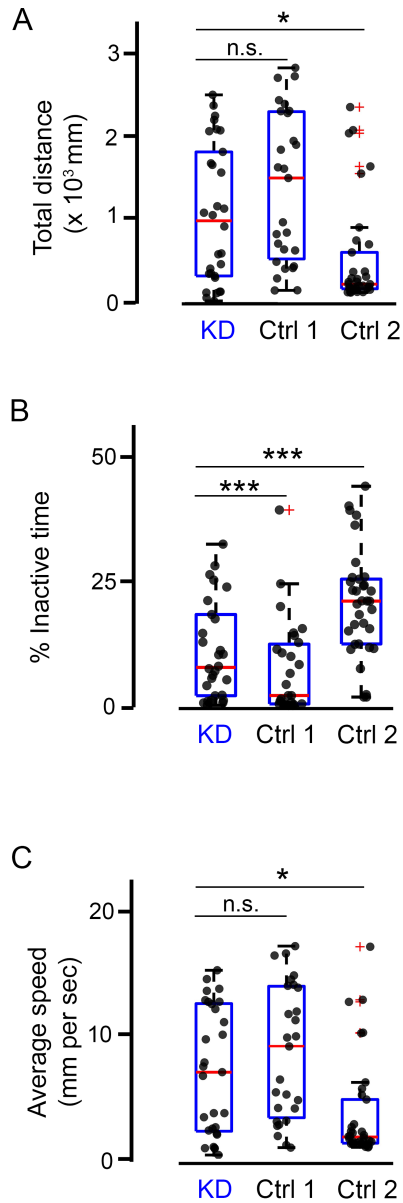 A
*
n.s.
3
2
1
0
Total distance
(x 10³ mm)
KD Ctrl 1 Ctrl 2
B
***
***
50
25
0
% Inactive time
KD Ctrl 1 Ctrl 2
C
*
n.s.
20
10
0
Average speed
(mm per sec)
KD Ctrl 1 Ctrl 2